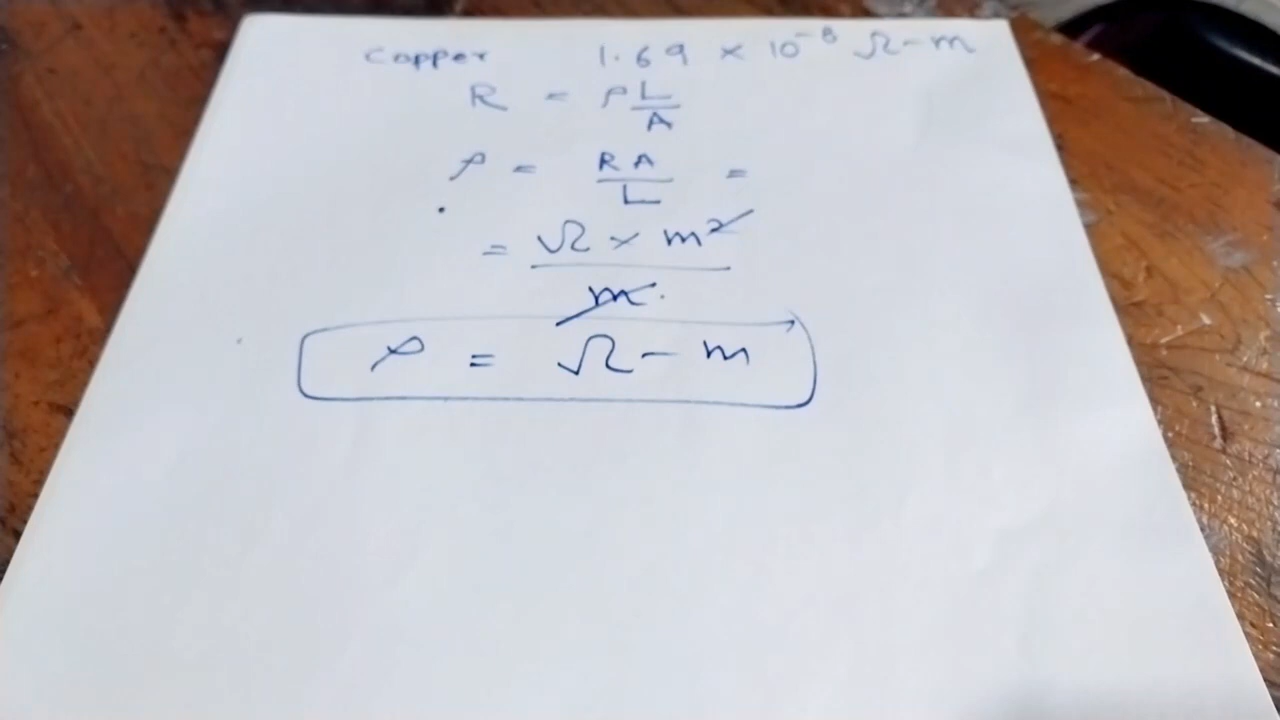 Copper 1.69 × 10⁻⁸ Ω-m
R = ρ L/A
ρ = RA/L =
= Ω × m²/m.
ρ = Ω - m